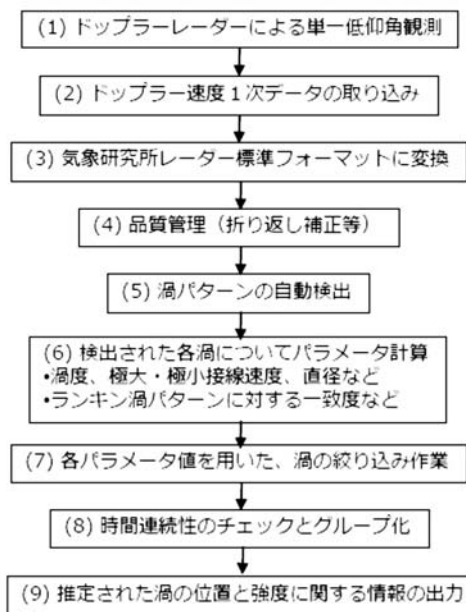 (1) ドップラーレーダーによる単一低仰角観測
(2) ドップラー速度１次データの取り込み
(3) 気象研究所レーダー標準フォーマットに変換
(4) 品質管理（折り返し補正等）
(5) 渦パターンの自動検出
(6) 検出された各渦についてパラメータ計算
•渦度、極大・極小接線速度、直径など
•ランキン渦パターンに対する一致度など
(7) 各パラメータ値を用いた、渦の絞り込み作業
(8) 時間連続性のチェックとグループ化
(9) 推定された渦の位置と強度に関する情報の出力